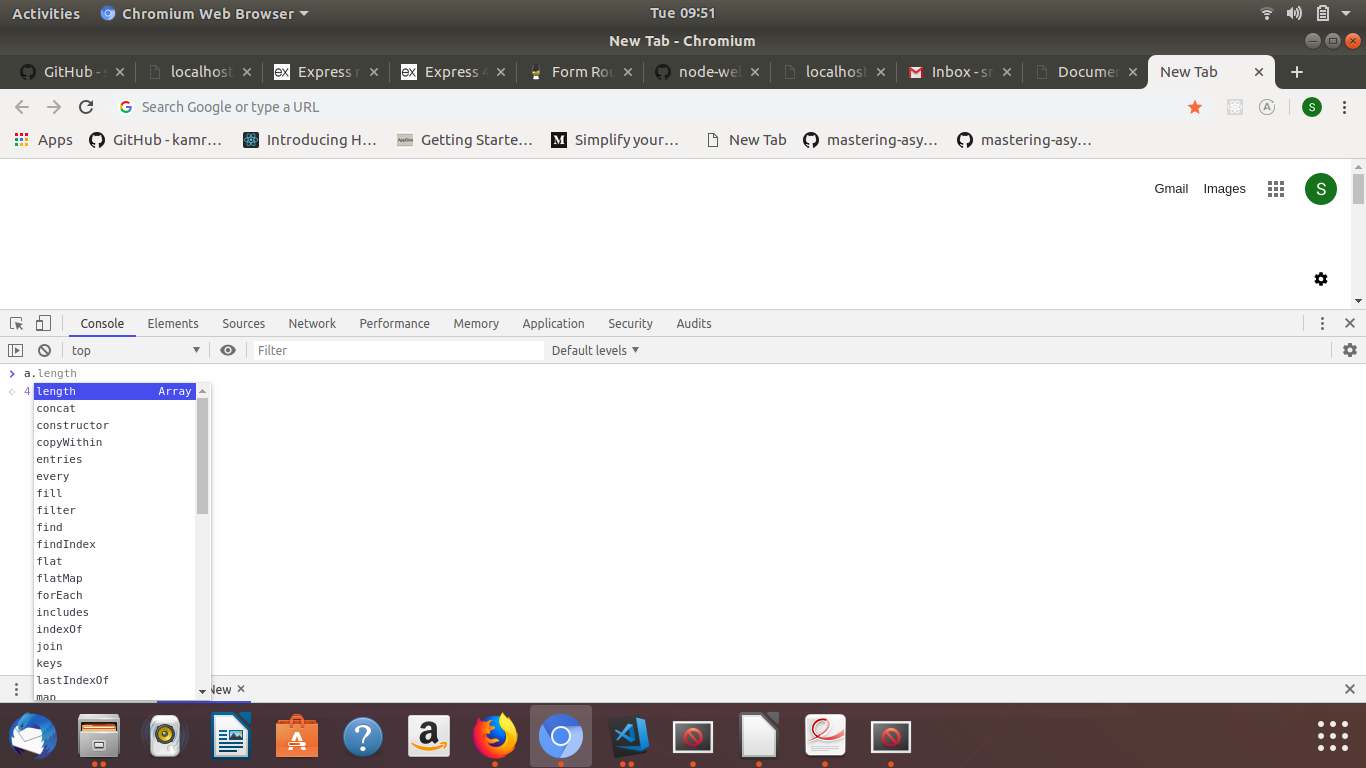 Activities Chromium Web Browser Tue 09:51
New Tab - Chromium
GitHub - localhost Express Express Form Rou node-we localhost Inbox - Documen New Tab
Search Google or type a URL S
Apps GitHub - kamr… Introducing H… Getting Starte… Simplify your… New Tab mastering-asy… mastering-asy…
Gmail Images S
Console Elements Sources Network Performance Memory Application Security Audits
top Filter Default levels
a.length
4 length Array
concat
constructor
copyWithin
entries
every
fill
filter
find
findIndex
flat
flatMap
forEach
includes
indexOf
join
keys
lastIndexOf
map
New